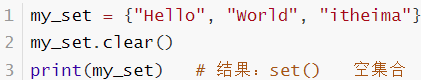 1 my_set = {"Hello", "World", "itheima"}
2 my_set.clear()
3 print(my_set)   # 结果：set()   空集合